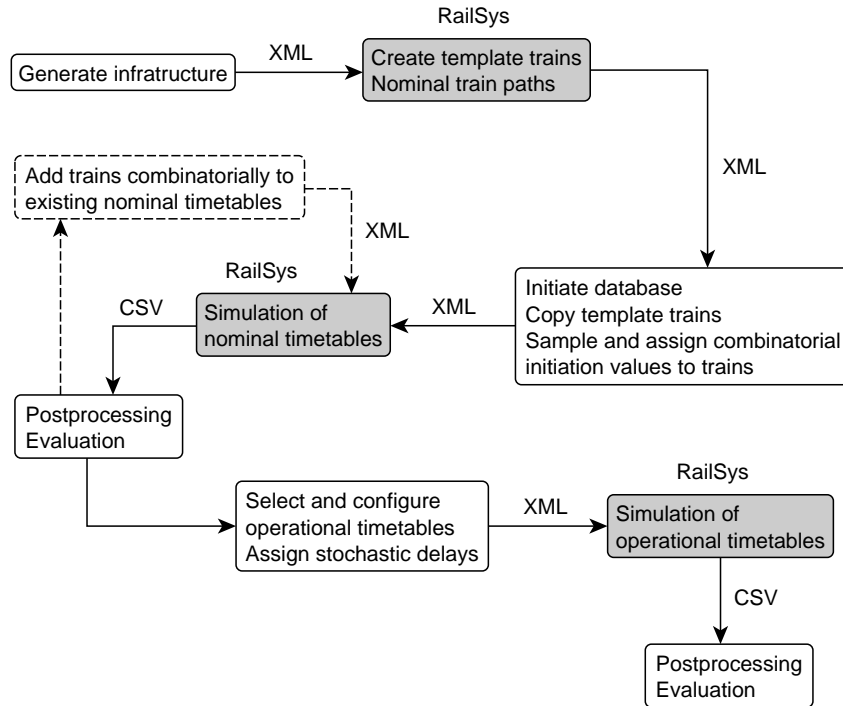 RailSys
Generate infratructure
XML
Create template trains
Nominal train paths
XML
Add trains combinatorially to
existing nominal timetables
XML
RailSys
CSV
Simulation of
nominal timetables
XML
Initiate database
Copy template trains
Sample and assign combinatorial
initiation values to trains
Postprocessing
Evaluation
Select and configure
operational timetables
Assign stochastic delays
XML
RailSys
Simulation of
operational timetables
CSV
Postprocessing
Evaluation